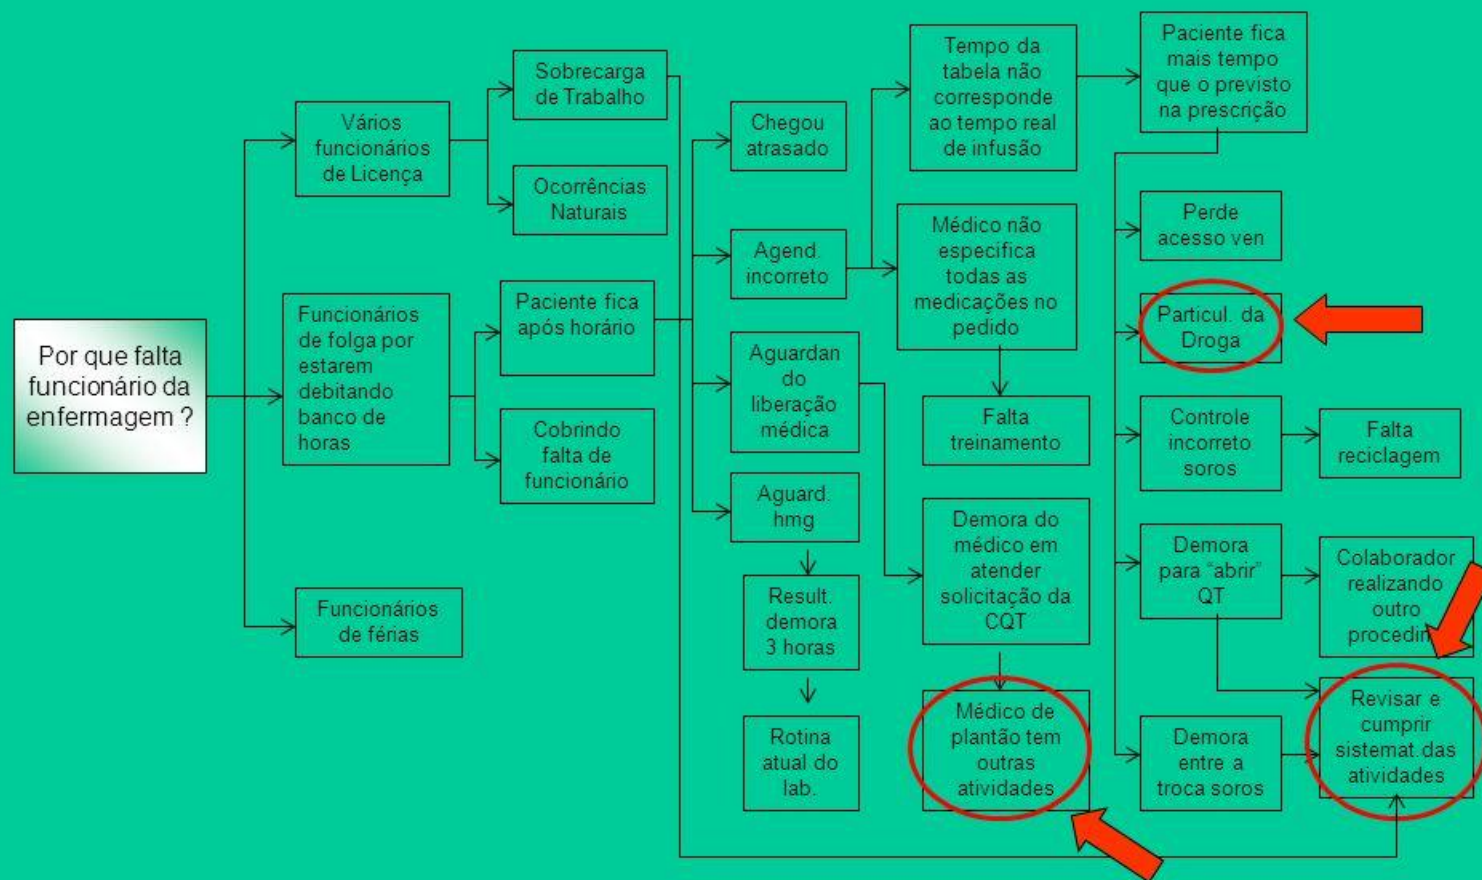 Por que falta
funcionário da
enfermagem ?
Vários
funcionários
de Licença
Funcionários
de folga por
estarem
debitando
banco de
horas
Funcionários
de férias
Sobrecarga
de Trabalho
Ocorrências
Naturais
Paciente fica
após horário
Cobrindo
falta de
funcionário
Chegou
atrasado
Agend.
incorreto
Aguardan
do
liberação
médica
Aguard.
hmg
Result.
demora
3 horas
Rotina
atual do
lab.
Tempo da
tabela não
corresponde
ao tempo real
de infusão
Médico não
especifica
todas as
medicações no
pedido
Falta
treinamento
Demora do
médico em
atender
solicitação da
CQT
Médico de
plantão tem
outras
atividades
Paciente fica
mais tempo
que o previsto
na prescrição
Perde
acesso ven
Particul. da
Droga
Controle
incorreto
soros
Falta
reciclagem
Demora
para "abrir"
QT
Colaborador
realizando
outro
Demora
entre a
troca soros
Revisar e
cumprir
sistemat.das
atividades